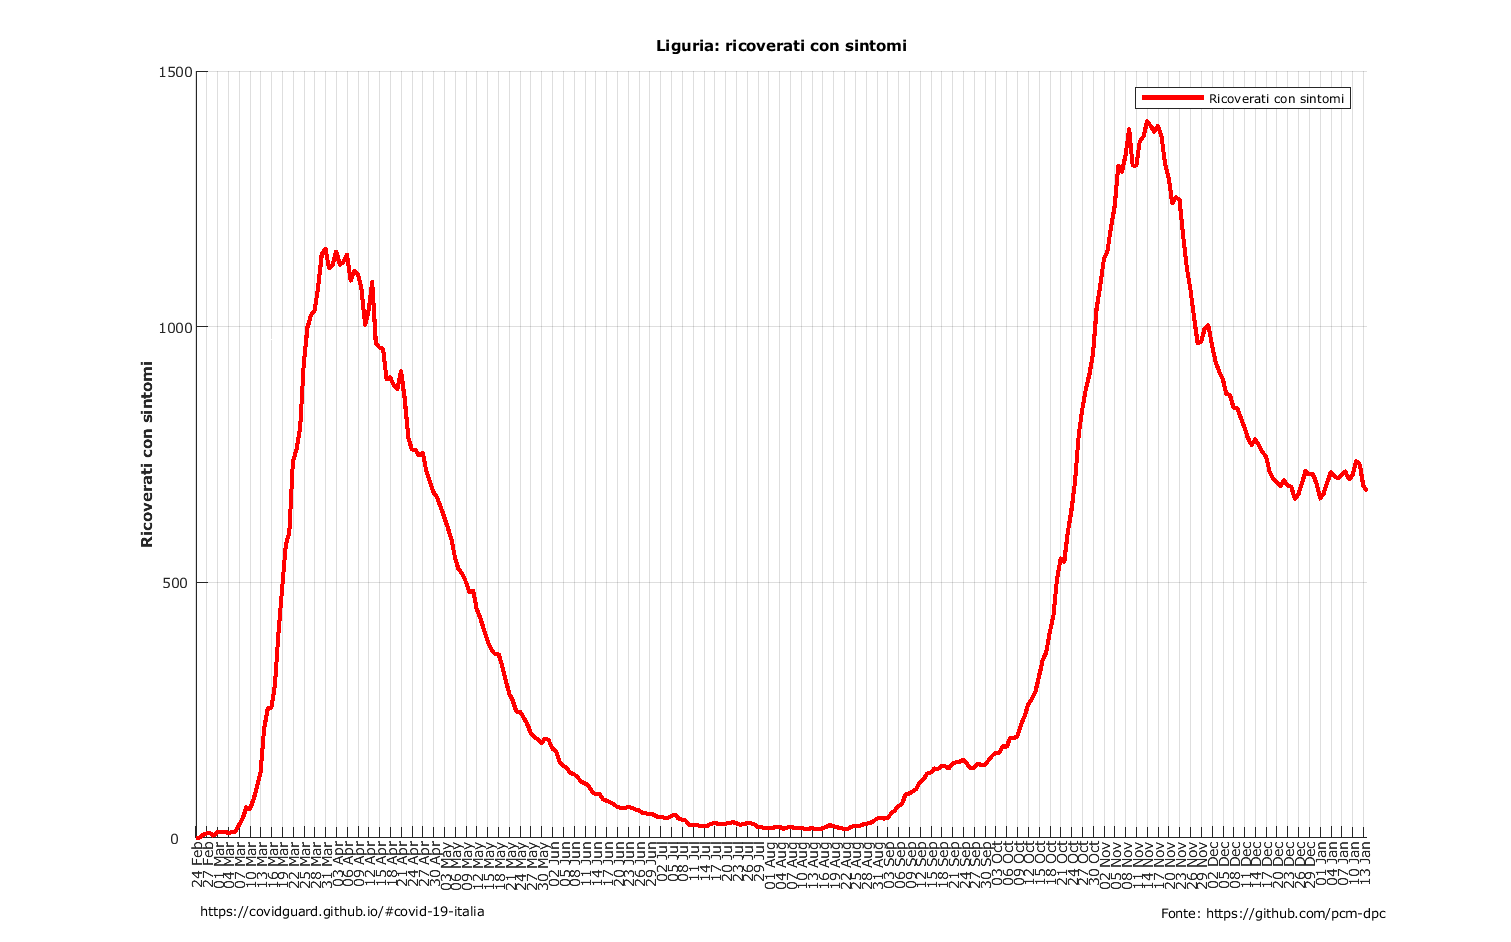 Liguria: ricoverati con sintomi
Ricoverati con sintomi
1500
1000
500
0
Ricoverati con sintomi
24 Feb
27 Feb
01 Mar
04 Mar
07 Mar
10 Mar
13 Mar
16 Mar
19 Mar
22 Mar
25 Mar
28 Mar
31 Mar
03 Apr
06 Apr
09 Apr
12 Apr
15 Apr
18 Apr
21 Apr
24 Apr
27 Apr
30 Apr
03 May
06 May
09 May
12 May
15 May
18 May
21 May
24 May
27 May
30 May
02 Jun
05 Jun
08 Jun
11 Jun
14 Jun
17 Jun
20 Jun
23 Jun
26 Jun
29 Jun
02 Jul
05 Jul
08 Jul
11 Jul
14 Jul
17 Jul
20 Jul
23 Jul
26 Jul
29 Jul
01 Aug
04 Aug
07 Aug
10 Aug
13 Aug
16 Aug
19 Aug
22 Aug
25 Aug
28 Aug
31 Aug
03 Sep
06 Sep
09 Sep
12 Sep
15 Sep
18 Sep
21 Sep
24 Sep
27 Sep
30 Sep
03 Oct
06 Oct
09 Oct
12 Oct
15 Oct
18 Oct
21 Oct
24 Oct
27 Oct
30 Oct
02 Nov
05 Nov
08 Nov
11 Nov
14 Nov
17 Nov
20 Nov
23 Nov
26 Nov
29 Nov
02 Dec
05 Dec
08 Dec
11 Dec
14 Dec
17 Dec
20 Dec
23 Dec
26 Dec
29 Dec
01 Jan
04 Jan
07 Jan
10 Jan
13 Jan
https://covidguard.github.io/#covid-19-italia
Fonte: https://github.com/pcm-dpc